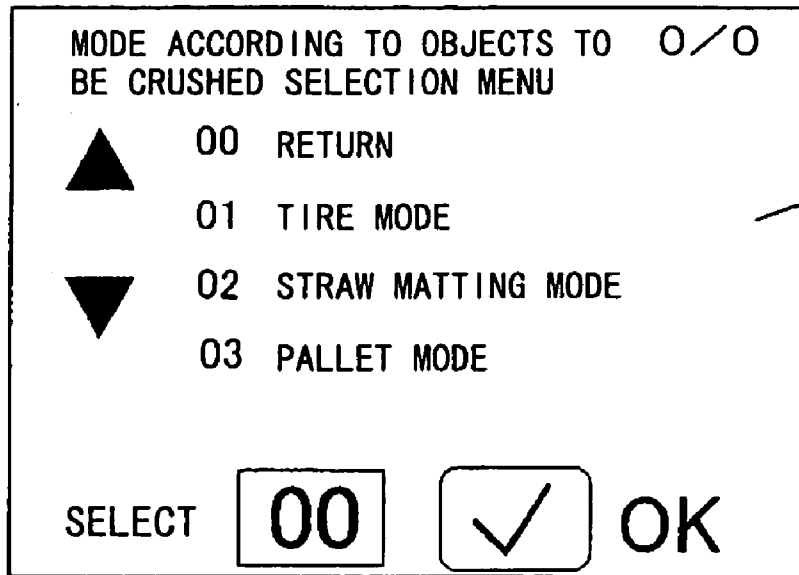 MODE ACCORDING TO OBJECTS TO 0/0
BE CRUSHED SELECTION MENU
00 RETURN
01 TIRE MODE
02 STRAW MATTING MODE
03 PALLET MODE
SELECT 00 OK